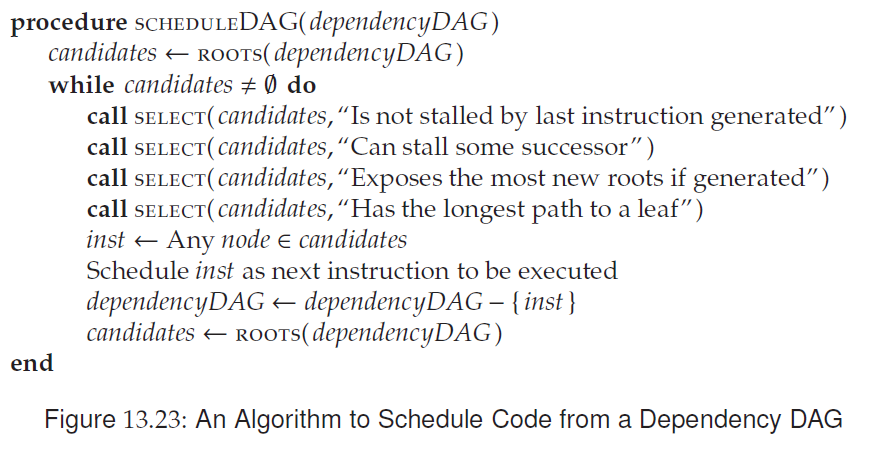 procedure SCHEDULEDAG(dependencyDAG)
candidates ← ROOTS(dependencyDAG)
while candidates ≠ ∅ do
call SELECT(candidates, “Is not stalled by last instruction generated”)
call SELECT(candidates, “Can stall some successor”)
call SELECT(candidates, “Exposes the most new roots if generated”)
call SELECT(candidates, “Has the longest path to a leaf”)
inst ← Any node ∈ candidates
Schedule inst as next instruction to be executed
dependencyDAG ← dependencyDAG – {inst}
candidates ← ROOTS(dependencyDAG)
end
Figure 13.23: An Algorithm to Schedule Code from a Dependency DAG